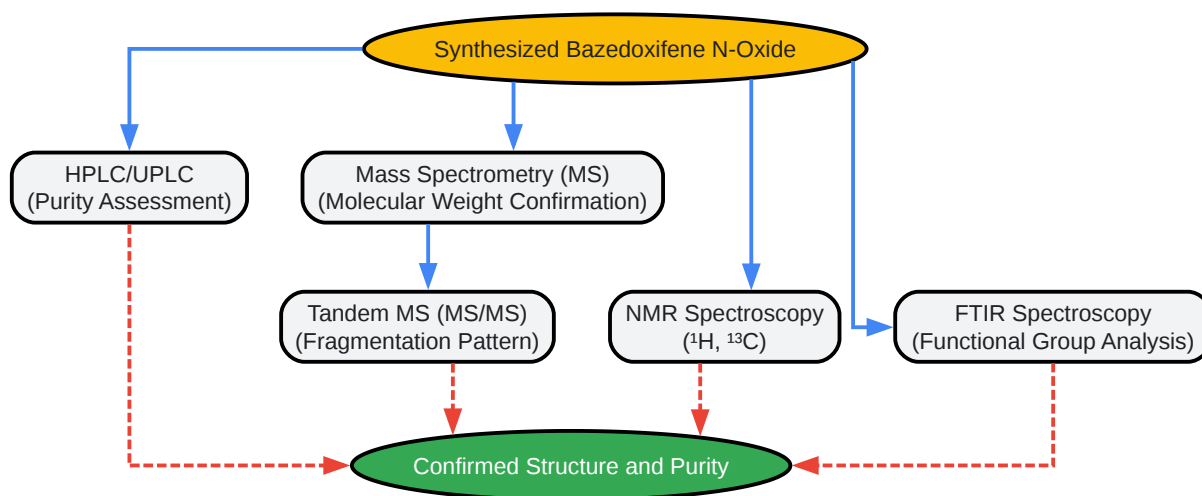 Synthesized Bazedoxifene N-Oxide
HPLC/UPLC
(Purity Assessment)
Mass Spectrometry (MS)
(Molecular Weight Confirmation)
Tandem MS (MS/MS)
(Fragmentation Pattern)
NMR Spectroscopy
(¹H, ¹³C)
FTIR Spectroscopy
(Functional Group Analysis)
Confirmed Structure and Purity